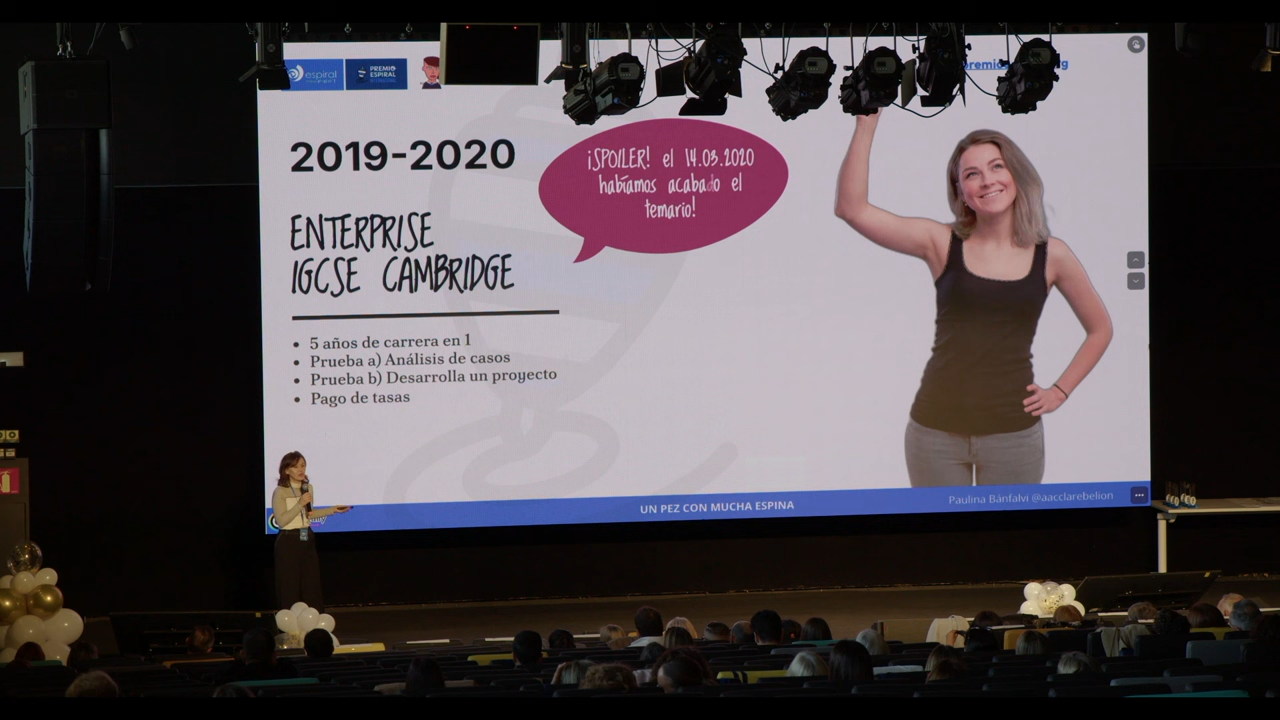 espiral
PREMIO
ESPIRAL
2019-2020
¡SPOILER! el 14.03.2020
habíamos acabado el
temario!
ENTERPRISE
IGCSE CAMBRIDGE
• 5 años de carrera en 1
• Prueba a) Análisis de casos
• Prueba b) Desarrolla un proyecto
• Pago de tasas
UN PEZ CON MUCHA ESPINA
Paulina Bánfalvi @aacclarebelion